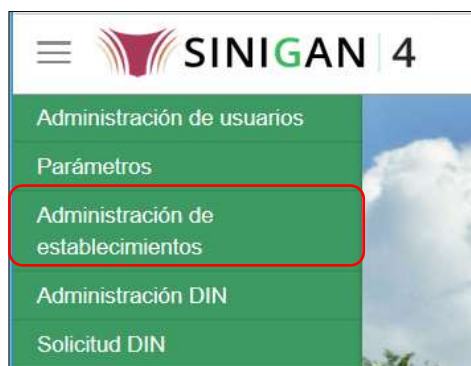 SINIGAN 4
Administración de usuarios
Parámetros
Administración de
establecimientos
Administración DIN
Solicitud DIN